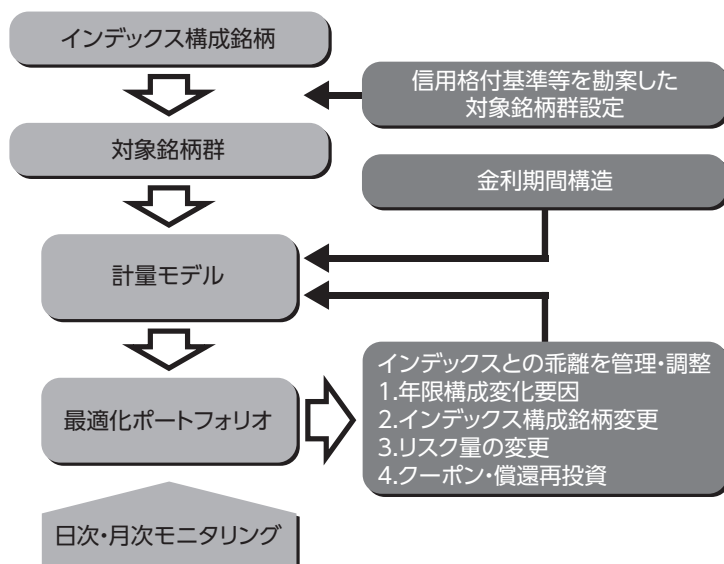 インデックス構成銘柄
信用格付基準等を勘案した
対象銘柄群設定
対象銘柄群
金利期間構造
計量モデル
インデックスとの乖離を管理・調整
1.年限構成変化要因
2.インデックス構成銘柄変更
3.リスク量の変更
4.クーポン・償還再投資
最適化ポートフォリオ
日次・月次モニタリング